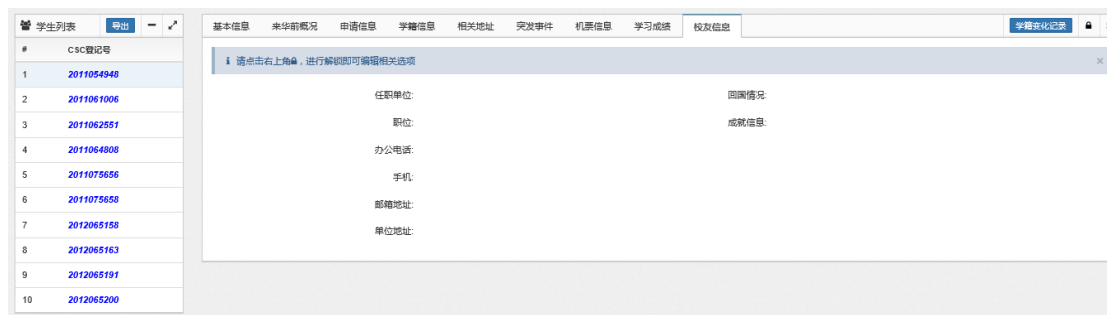 学生列表 导出
# CSC登记号
1 2011054948
2 2011061006
3 2011062551
4 2011064808
5 2011075656
6 2011075658
7 2012065158
8 2012065163
9 2012065191
10 2012065200
基本信息 来华前概况 申请信息 学籍信息 相关地址 突发事件 机票信息 学习成绩 校友信息 学籍变化记录
i 请点击右上角，进行解锁即可编辑相关选项 ×
任职单位: 回国情况:
职位: 成就信息:
办公电话:
手机:
邮箱地址:
单位地址: